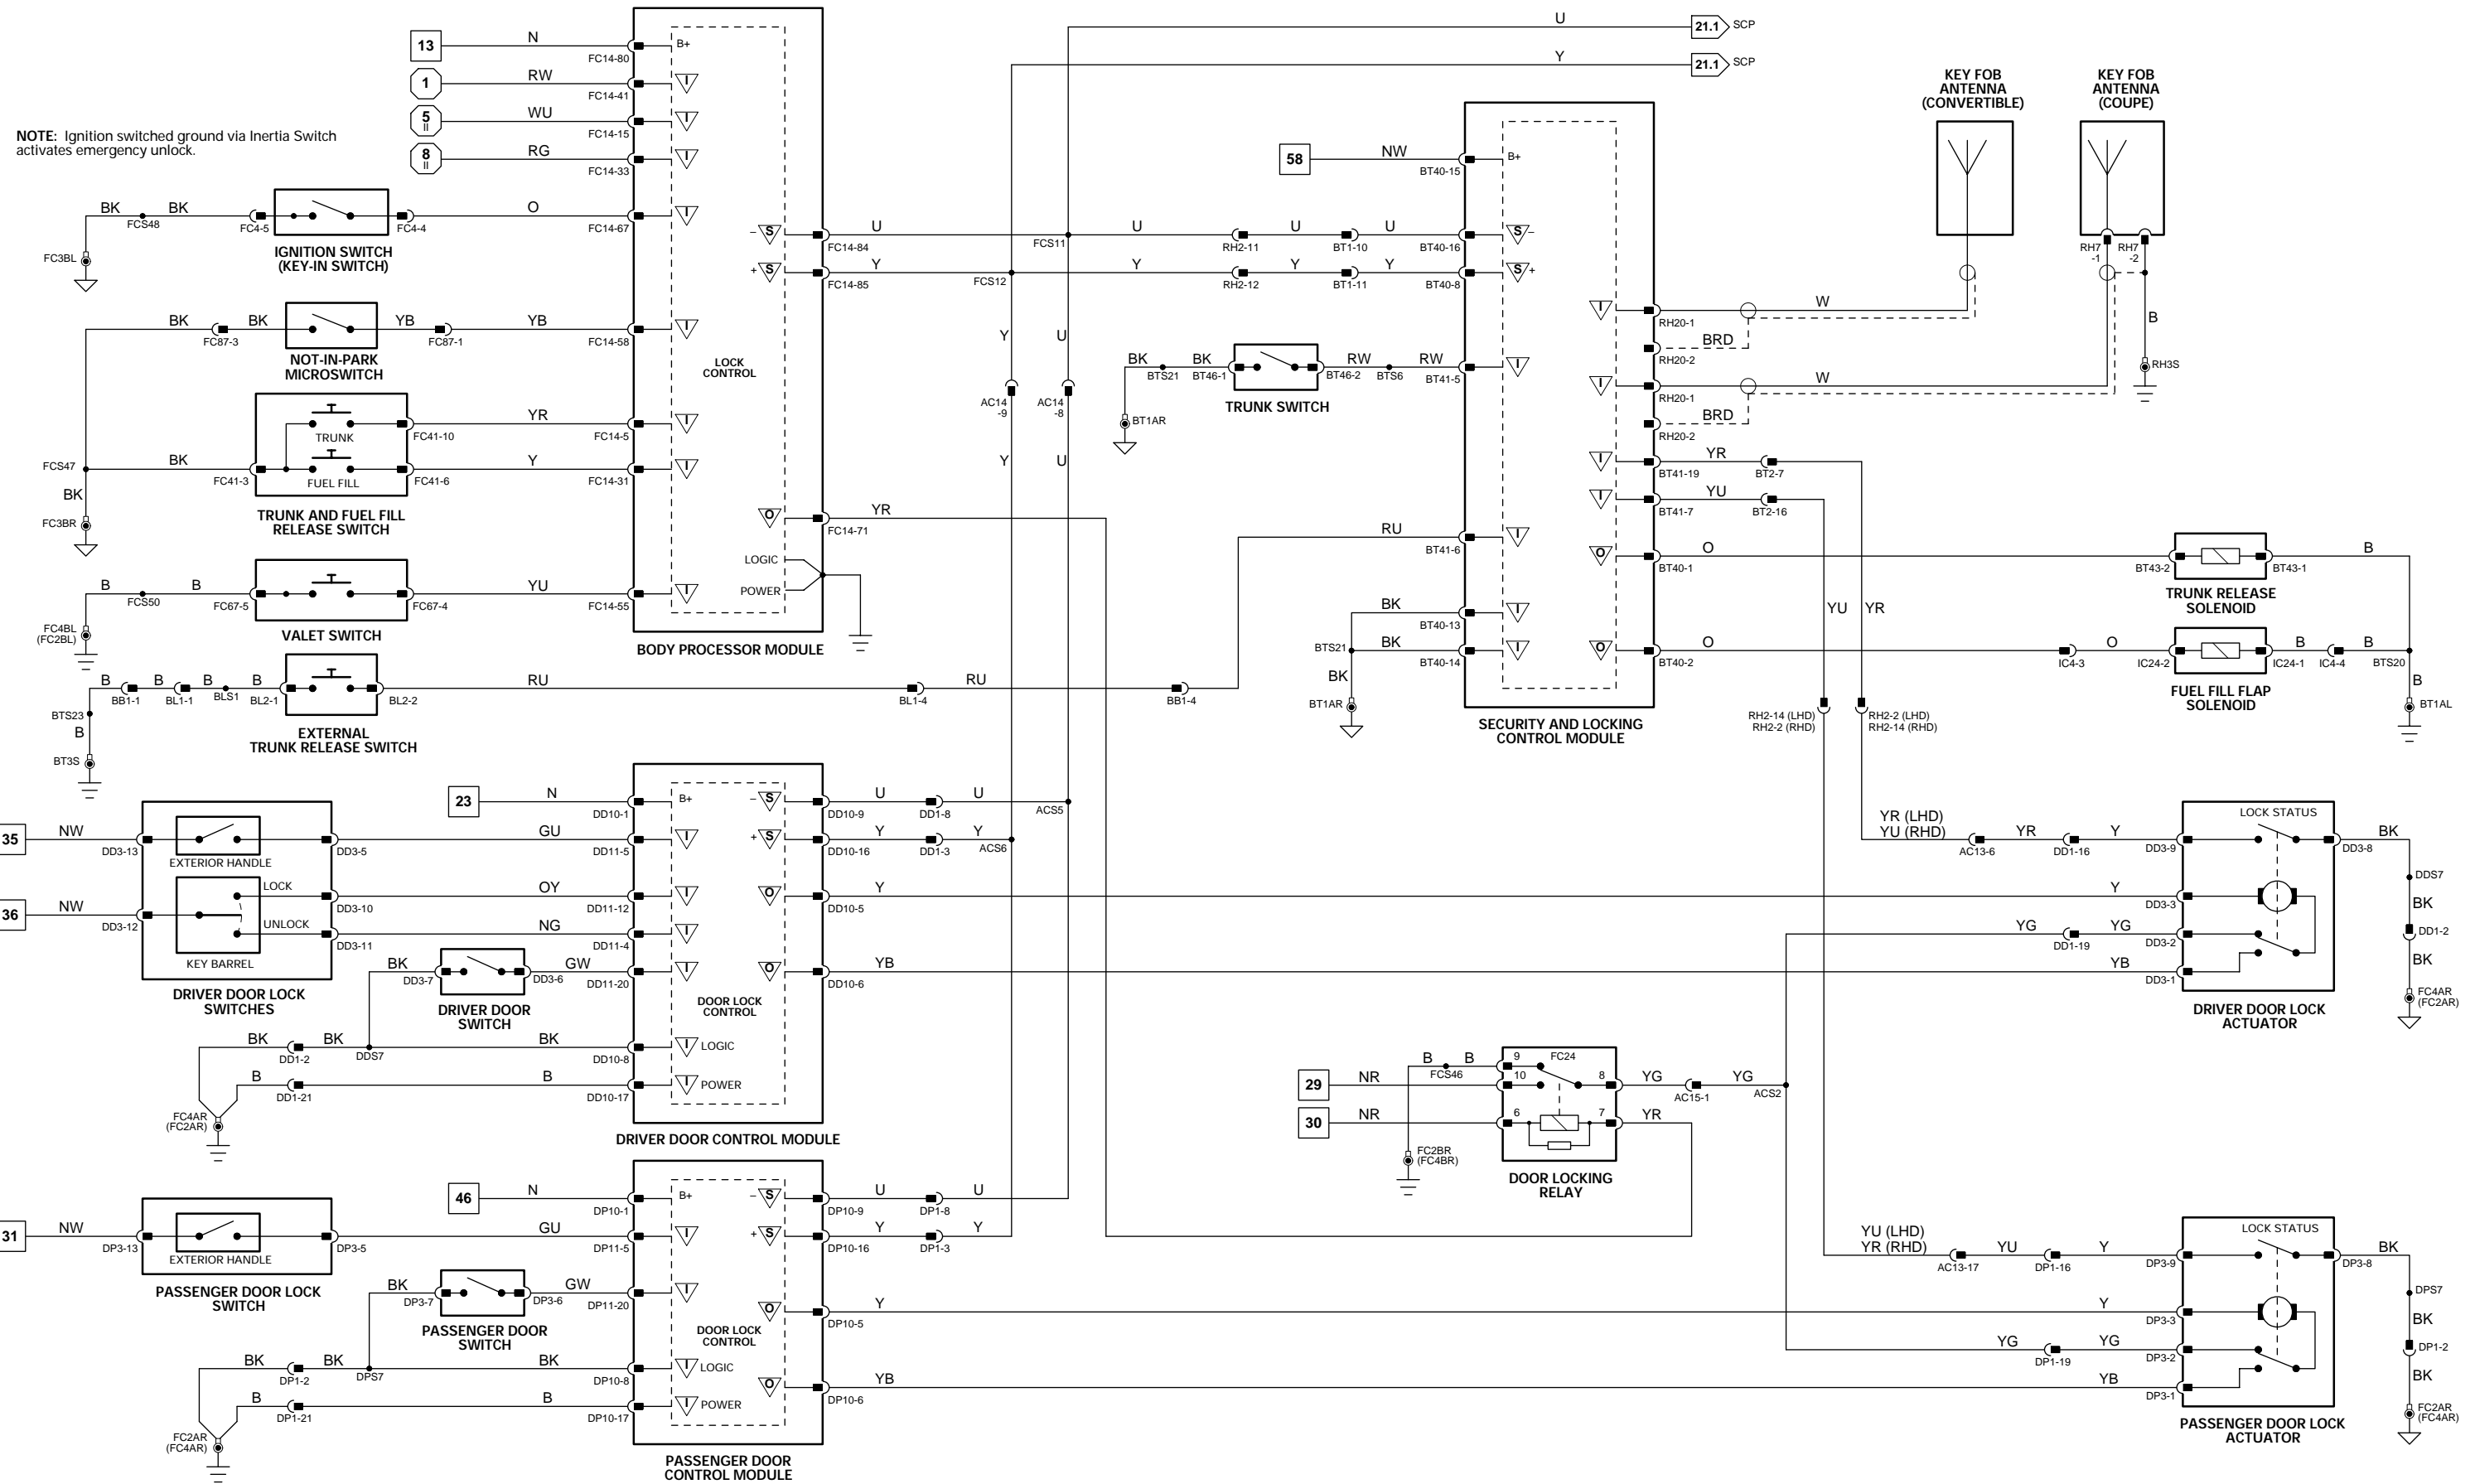 NOTE: Ignition switched ground via Inertia Switch
activates emergency unlock.
13 N FC14-80 B+
1 RW FC14-41 I
5 II WU FC14-15 I
8 II RG FC14-33 I
FC3BL BK FCS48 BK FC4-5 FC4-4 O FC14-67 I
IGNITION SWITCH
(KEY-IN SWITCH)
BK FC87-3 BK YB FC87-1 YB FC14-58 I
NOT-IN-PARK
MICROSWITCH
TRUNK FC41-10 YR FC14-5 I
FCS47 BK FC41-3 FUEL FILL FC41-6 Y FC14-31 I
BK
FC3BR
TRUNK AND FUEL FILL
RELEASE SWITCH
B FCS50 B FC67-5 FC67-4 YU FC14-55 I
FC4BL
(FC2BL)
VALET SWITCH
LOCK
CONTROL
– S FC14-84 U
+ S FC14-85 Y
O FC14-71 YR
LOGIC
POWER
BODY PROCESSOR MODULE
B BB1-1 B BL1-1 B BLS1 B BL2-1 BL2-2 RU BL1-4 RU BB1-4
BTS23
B
BT3S
EXTERNAL
TRUNK RELEASE SWITCH
U 21.1 SCP
Y 21.1 SCP
FCS11 U RH2-11 U BT1-10 U BT40-16 S –
FCS12 Y RH2-12 Y BT1-11 Y BT40-8 S +
Y U
AC14
-9
AC14
-8
Y U
58 NW BT40-15 B+
BK BTS21 BK BT46-1 BT46-2 RW BTS6 RW BT41-5 I
BT1AR
TRUNK SWITCH
RU BT41-6 I
BK BT40-13 I
BTS21 BK BT40-14 I
BK
BT1AR
SECURITY AND LOCKING
CONTROL MODULE
KEY FOB
ANTENNA
(CONVERTIBLE)
KEY FOB
ANTENNA
(COUPE)
RH7
-1
RH7
-2
B
RH3S
I RH20-1 W
RH20-2 BRD
I RH20-1 W
RH20-2 BRD
I BT41-19 YR BT2-7
I BT41-7 YU BT2-16
O BT40-1 O BT43-2 BT43-1 B
TRUNK RELEASE
SOLENOID
YU YR
O BT40-2 O IC4-3 O IC24-2 IC24-1 B IC4-4 B BTS20
FUEL FILL FLAP
SOLENOID
B
BT1AL
RH2-14 (LHD)
RH2-2 (RHD)
RH2-2 (LHD)
RH2-14 (RHD)
23 N DD10-1 B+
35 NW DD3-13 EXTERIOR HANDLE DD3-5 GU DD11-5 I
LOCK DD3-10 OY DD11-12 I
36 NW DD3-12
UNLOCK DD3-11 NG DD11-4 I
KEY BARREL
DRIVER DOOR LOCK
SWITCHES
BK DD3-7 DD3-6 GW DD11-20 I
DRIVER DOOR
SWITCH
BK DD1-2 BK DDS7 BK DD10-8 I LOGIC
B DD1-21 B DD10-17 I POWER
FC4AR
(FC2AR)
– S DD10-9 U DD1-8 U ACS5
+ S DD10-16 Y DD1-3 Y ACS6
O DD10-5 Y
O DD10-6 YB
DOOR LOCK
CONTROL
DRIVER DOOR CONTROL MODULE
YR (LHD)
YU (RHD)
AC13-6 YR DD1-16 Y DD3-9 LOCK STATUS DD3-8 BK
Y DD3-3
YG DD1-19 YG DD3-2
YB DD3-1
DDS7
BK
DD1-2
BK
FC4AR
(FC2AR)
DRIVER DOOR LOCK
ACTUATOR
B FCS46 B 9 FC24
29 NR 10 8 YG AC15-1 YG ACS2
30 NR 6 7 YR
FC2BR
(FC4BR)
DOOR LOCKING
RELAY
46 N DP10-1 B+
31 NW DP3-13 EXTERIOR HANDLE DP3-5 GU DP11-5 I
PASSENGER DOOR LOCK
SWITCH
BK DP3-7 DP3-6 GW DP11-20 I
PASSENGER DOOR
SWITCH
BK DP1-2 BK DPS7 BK DP10-8 I LOGIC
B DP1-21 B DP10-17 I POWER
FC2AR
(FC4AR)
– S DP10-9 U DP1-8 U
+ S DP10-16 Y DP1-3 Y
O DP10-5 Y
O DP10-6 YB
DOOR LOCK
CONTROL
PASSENGER DOOR
CONTROL MODULE
YU (LHD)
YR (RHD)
AC13-17 YU DP1-16 Y DP3-9 LOCK STATUS DP3-8 BK
Y DP3-3
YG DP1-19 YG DP3-2
YB DP3-1
DPS7
BK
DP1-2
BK
FC2AR
(FC4AR)
PASSENGER DOOR LOCK
ACTUATOR